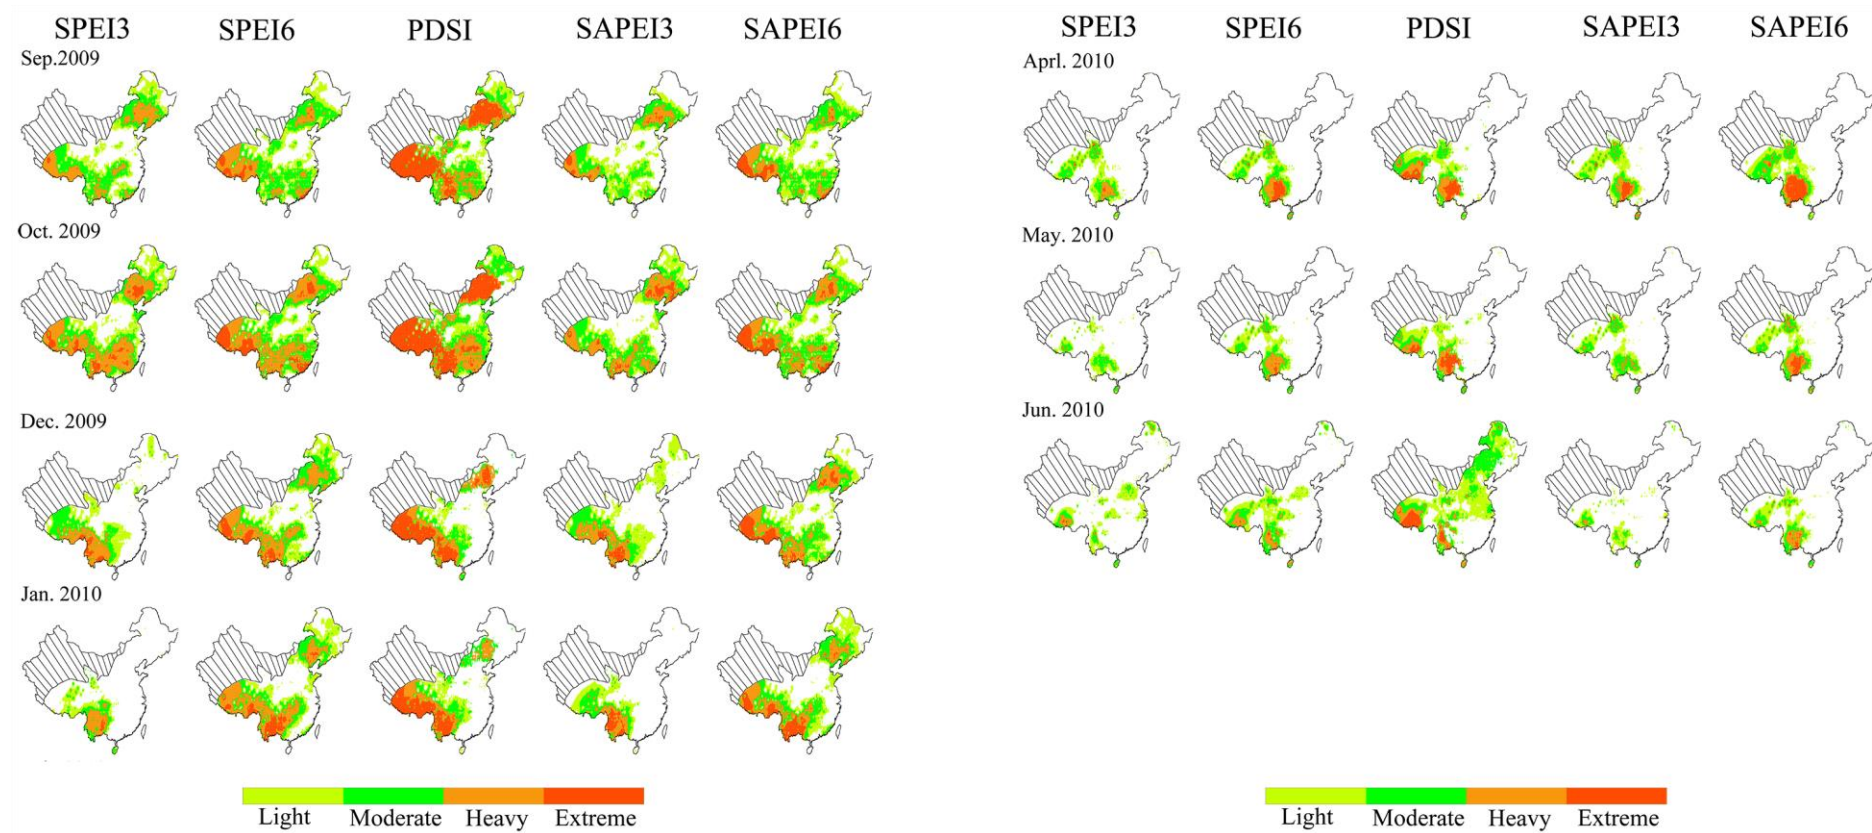 SPEI3 SPEI6 PDSI SAPEI3 SAPEI6
Sep.2009
Oct. 2009
Dec. 2009
Jan. 2010
Light Moderate Heavy Extreme
SPEI3 SPEI6 PDSI SAPEI3 SAPEI6
Aprl. 2010
May. 2010
Jun. 2010
Light Moderate Heavy Extreme